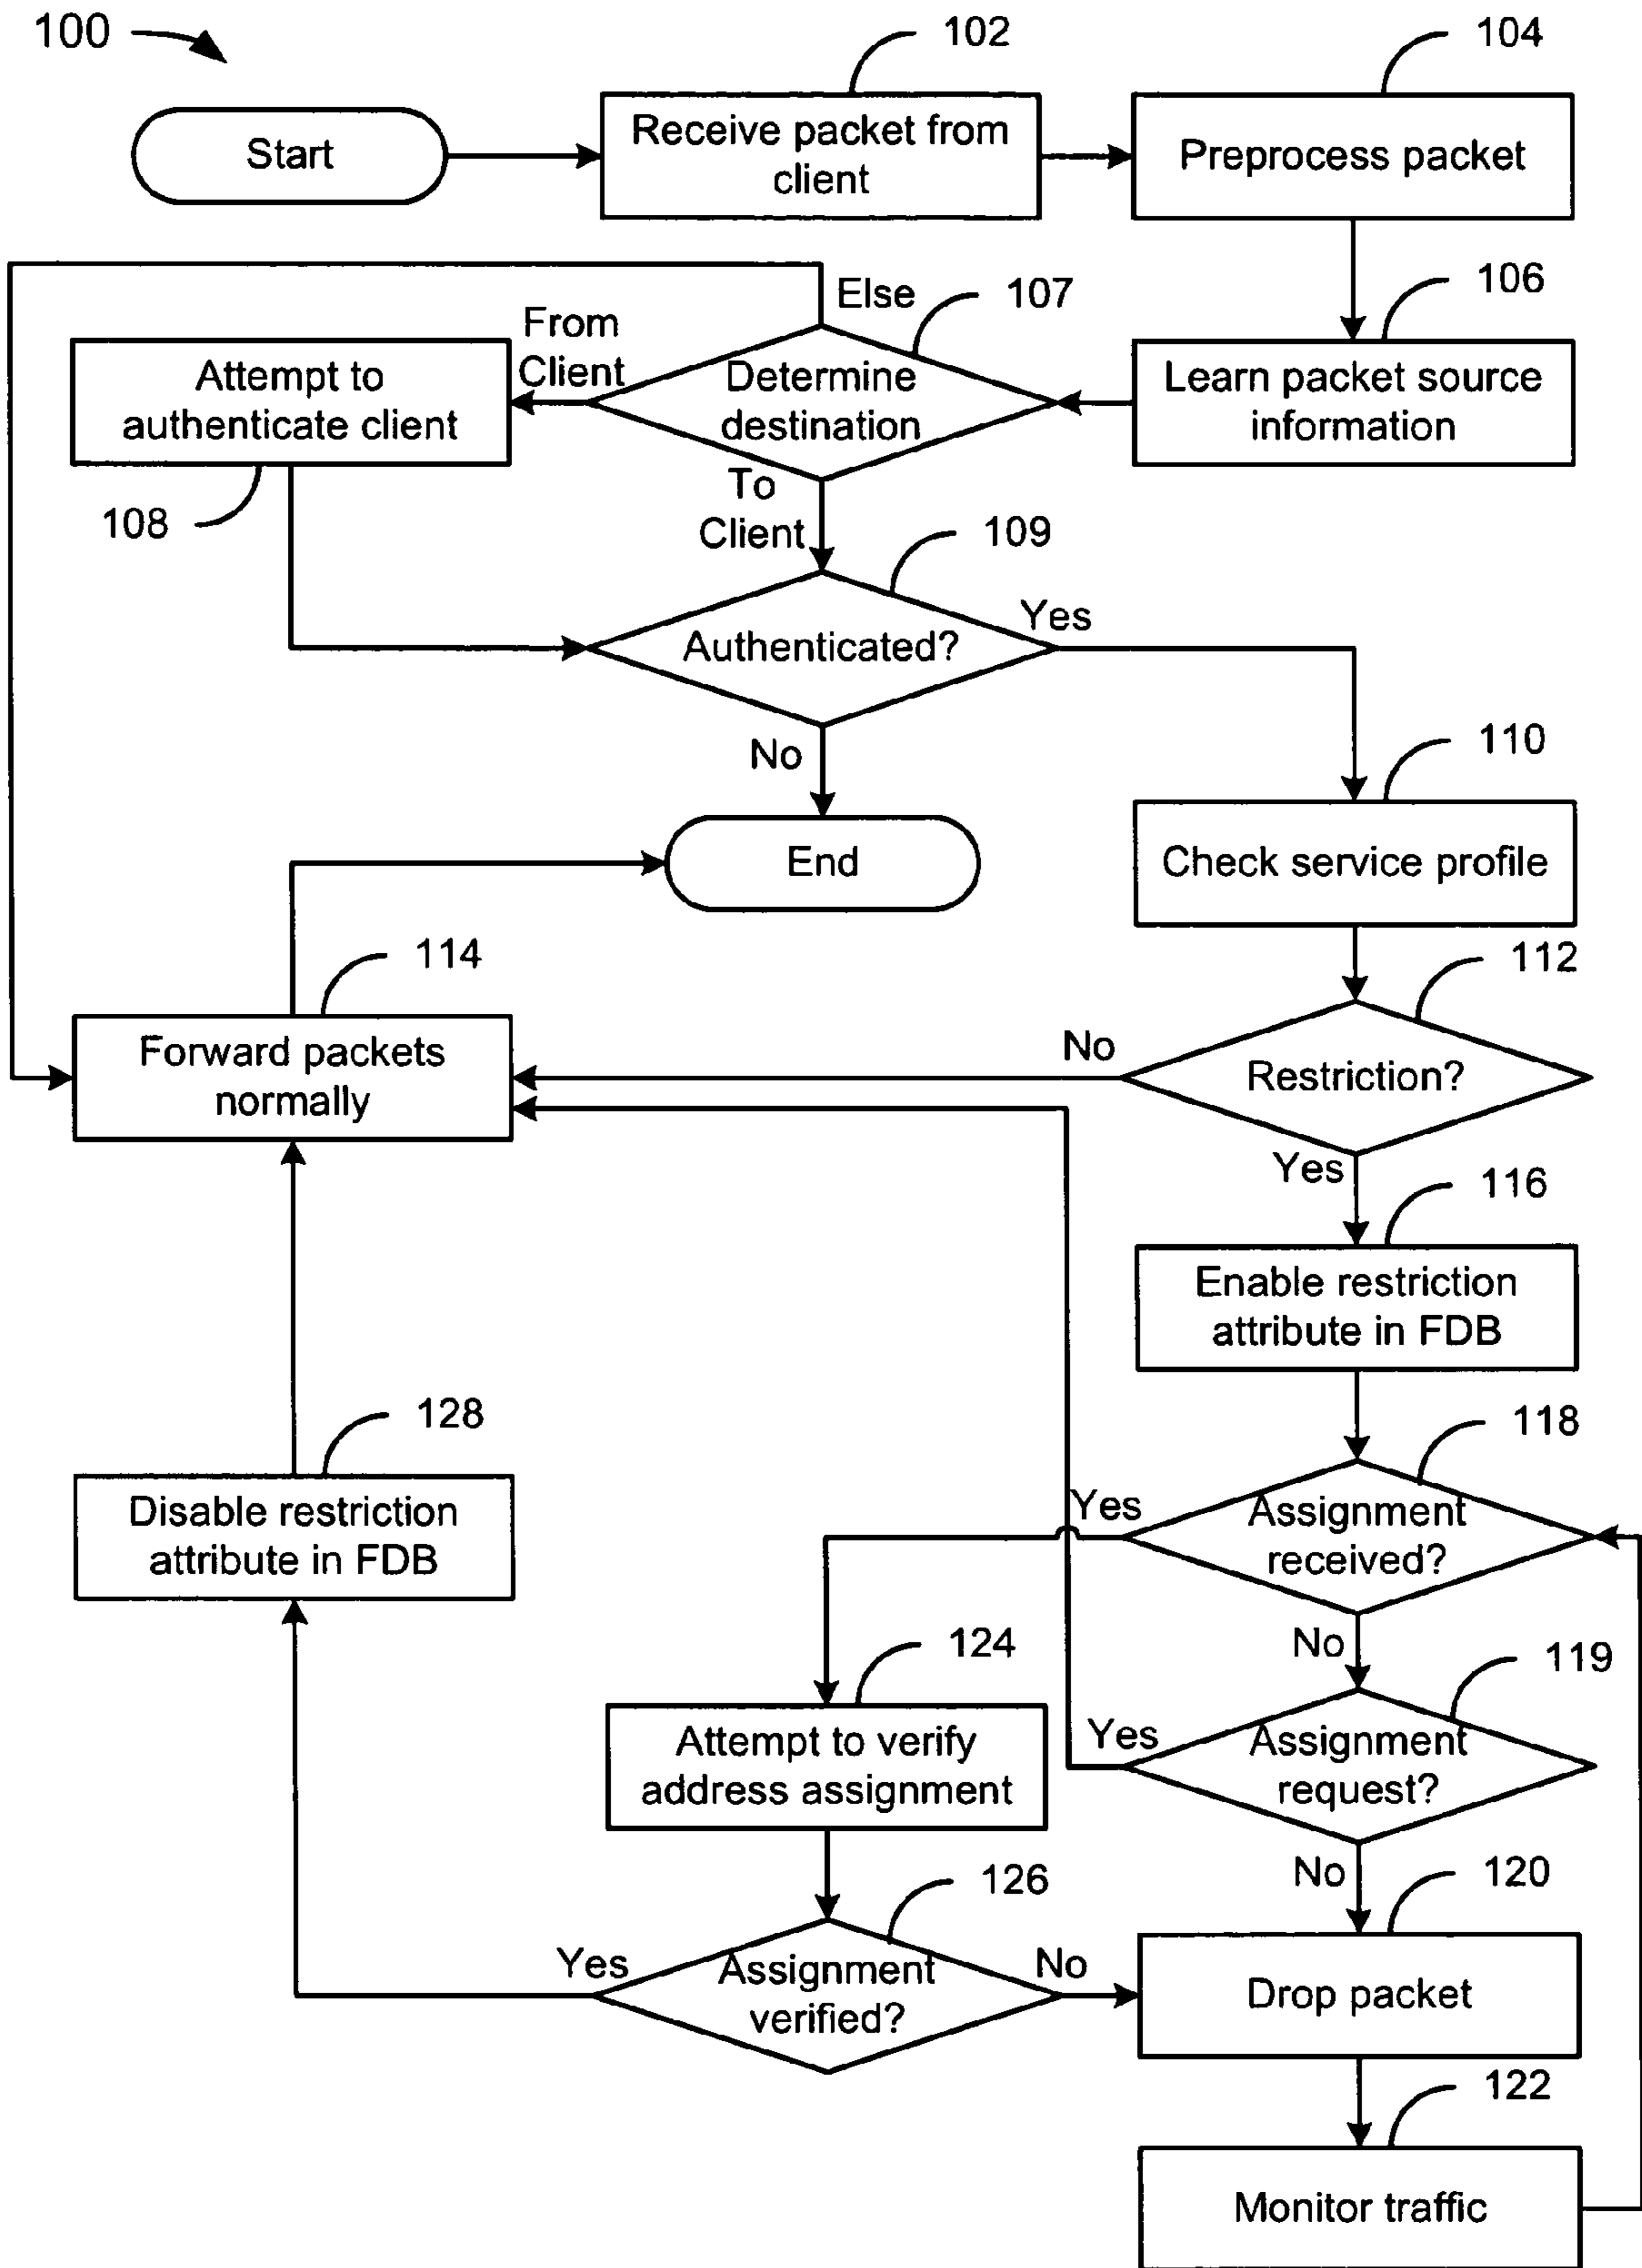 100
102
104
Start
Receive packet from
client
Preprocess packet
106
Else
107
From
Client
Attempt to
authenticate client
Determine
destination
Learn packet source
information
108
To
Client
109
Authenticated?
Yes
No
110
End
Check service profile
114
112
Forward packets
normally
No
Restriction?
Yes
116
Enable restriction
attribute in FDB
128
118
Disable restriction
attribute in FDB
Yes
Assignment
received?
No
124
119
Attempt to verify
address assignment
Yes
Assignment
request?
No
126
120
Yes
Assignment
verified?
No
Drop packet
122
Monitor traffic